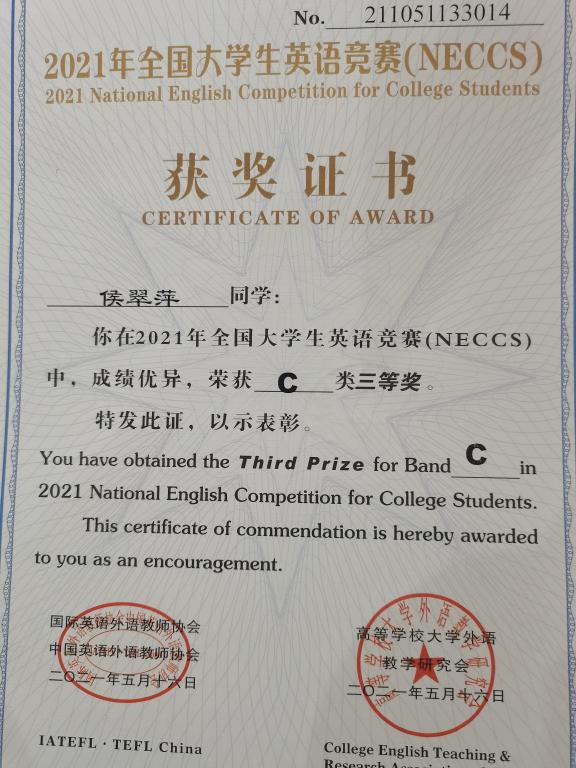 No. 211051133014
2021年全国大学生英语竞赛(NECCS)
2021 National English Competition for College Students
获奖证书
CERTIFICATE OF AWARD
侯翠萍同学:
你在2021年全国大学生英语竞赛(NECCS)
中，成绩优异，荣获 C 类三等奖。
特发此证，以示表彰。
You have obtained the Third Prize for Band C in
2021 National English Competition for College Students.
This certificate of commendation is hereby awarded
to you as an encouragement.
国际英语外语教师协会
中国英语外语教师协会
二〇二一年五月十六日
高等学校大学外语
教学研究会
二〇二一年五月十六日
IATEFL · TEFL China
College English Teaching &
Research Association